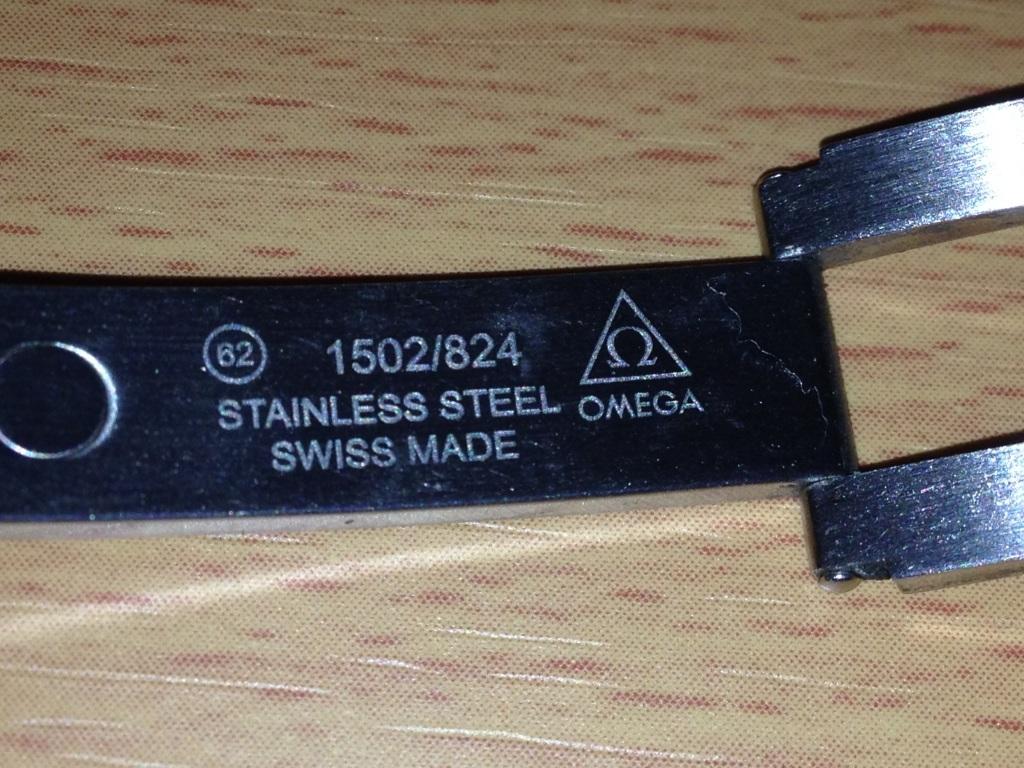 62 1502/824
STAINLESS STEEL
SWISS MADE
Ω
OMEGA